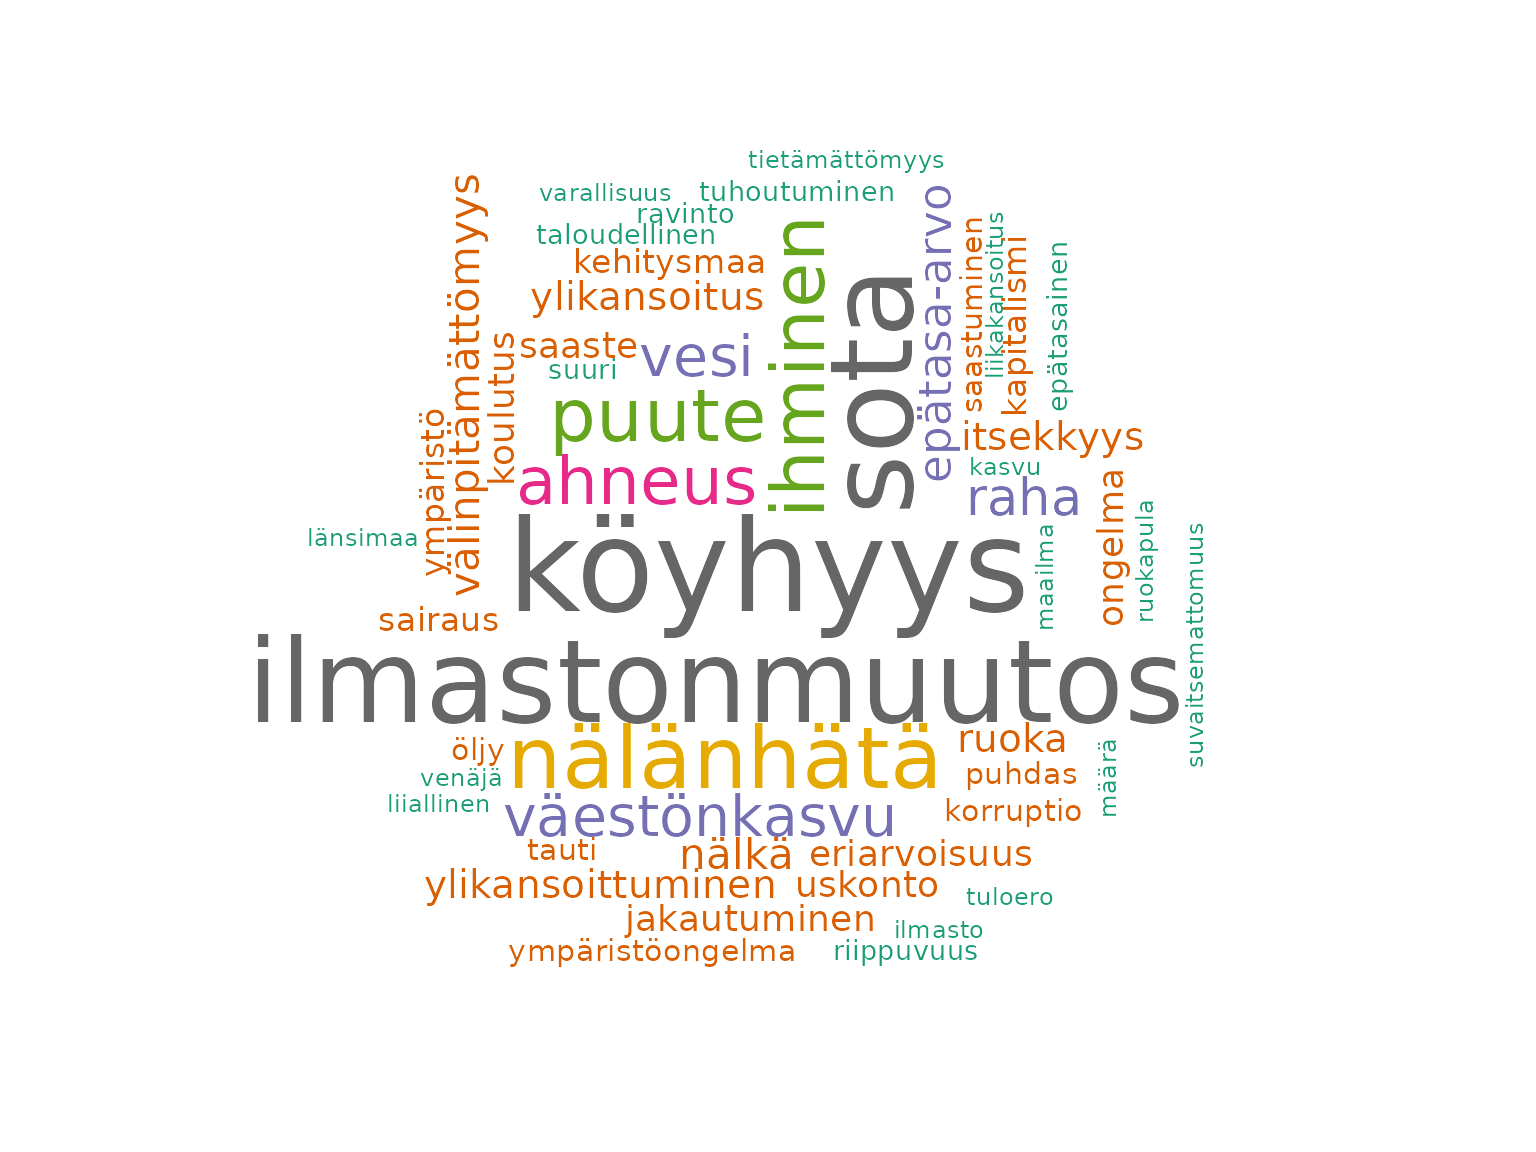 tietämättömyys
varallisuus
tuhoutuminen
ravinto
taloudellinen
kehitysmaa
ylikansoitus
välinpitämättömyys
ihminen
sota
epätasa-arvo
saastuminen
liikakansoitus
kapitalismi
epätasainen
koulutus
saaste
vesi
suuri
puute
itsekkyys
ympäristö
ahneus
kasvu
raha
ongelma
ruokapula
länsimaa
köyhyys
maailma
suvaitsemattomuus
sairaus
ilmastonmuutos
öljy
nälänhätä
ruoka
venäjä
puhdas
määrä
liiallinen
väestönkasvu
korruptio
tauti
nälkä
eriarvoisuus
ylikansoittuminen
uskonto
tuloero
jakautuminen
ilmasto
ympäristöongelma
riippuvuus